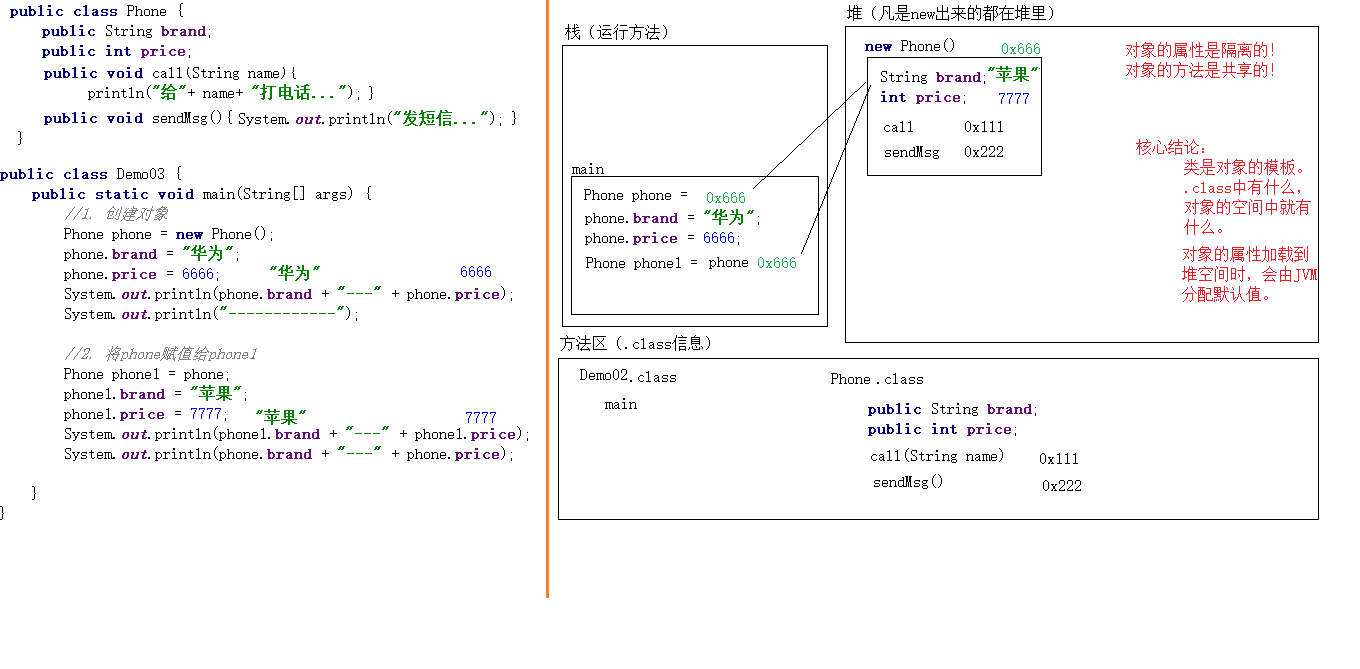 public class Phone {
public String brand;
public int price;
public void call(String name){
println("给"+ name+ "打电话..."); }
public void sendMsg(){ System.out.println("发短信..."); }
}
public class Demo03 {
public static void main(String[] args) {
//1. 创建对象
Phone phone = new Phone();
phone.brand = "华为";
phone.price = 6666; "华为" 6666
System.out.println(phone.brand + "---" + phone.price);
System.out.println("------------");
//2. 将phone赋值给phone1
Phone phone1 = phone;
phone1.brand = "苹果";
phone1.price = 7777; "苹果" 7777
System.out.println(phone1.brand + "---" + phone1.price);
System.out.println(phone.brand + "---" + phone.price);
}
}
栈（运行方法）
main
Phone phone = 0x666
phone.brand = "华为";
phone.price = 6666;
Phone phone1 = phone 0x666
堆（凡是new出来的都在堆里）
new Phone() 0x666
String brand;"苹果"
int price; 7777
call 0x111
sendMsg 0x222
对象的属性是隔离的!
对象的方法是共享的!
核心结论：
类是对象的模板。
.class中有什么，
对象的空间中就有
什么。
对象的属性加载到
堆空间时，会由JVM
分配默认值。
方法区（.class信息）
Demo02.class
main
Phone.class
public String brand;
public int price;
call(String name) 0x111
sendMsg() 0x222